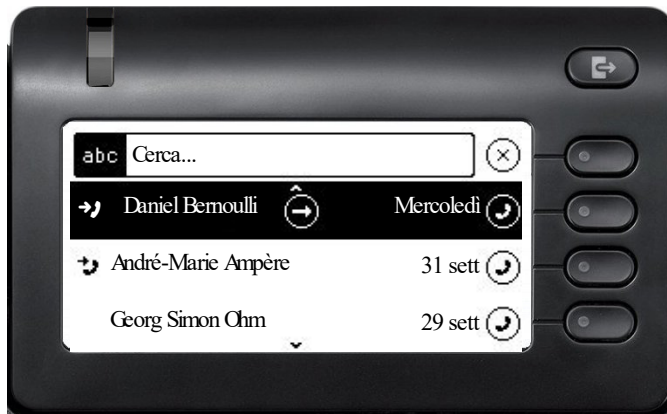 abc Cerca...
Daniel Bernoulli Mercoledì
André-Marie Ampère 31 sett
Georg Simon Ohm 29 sett